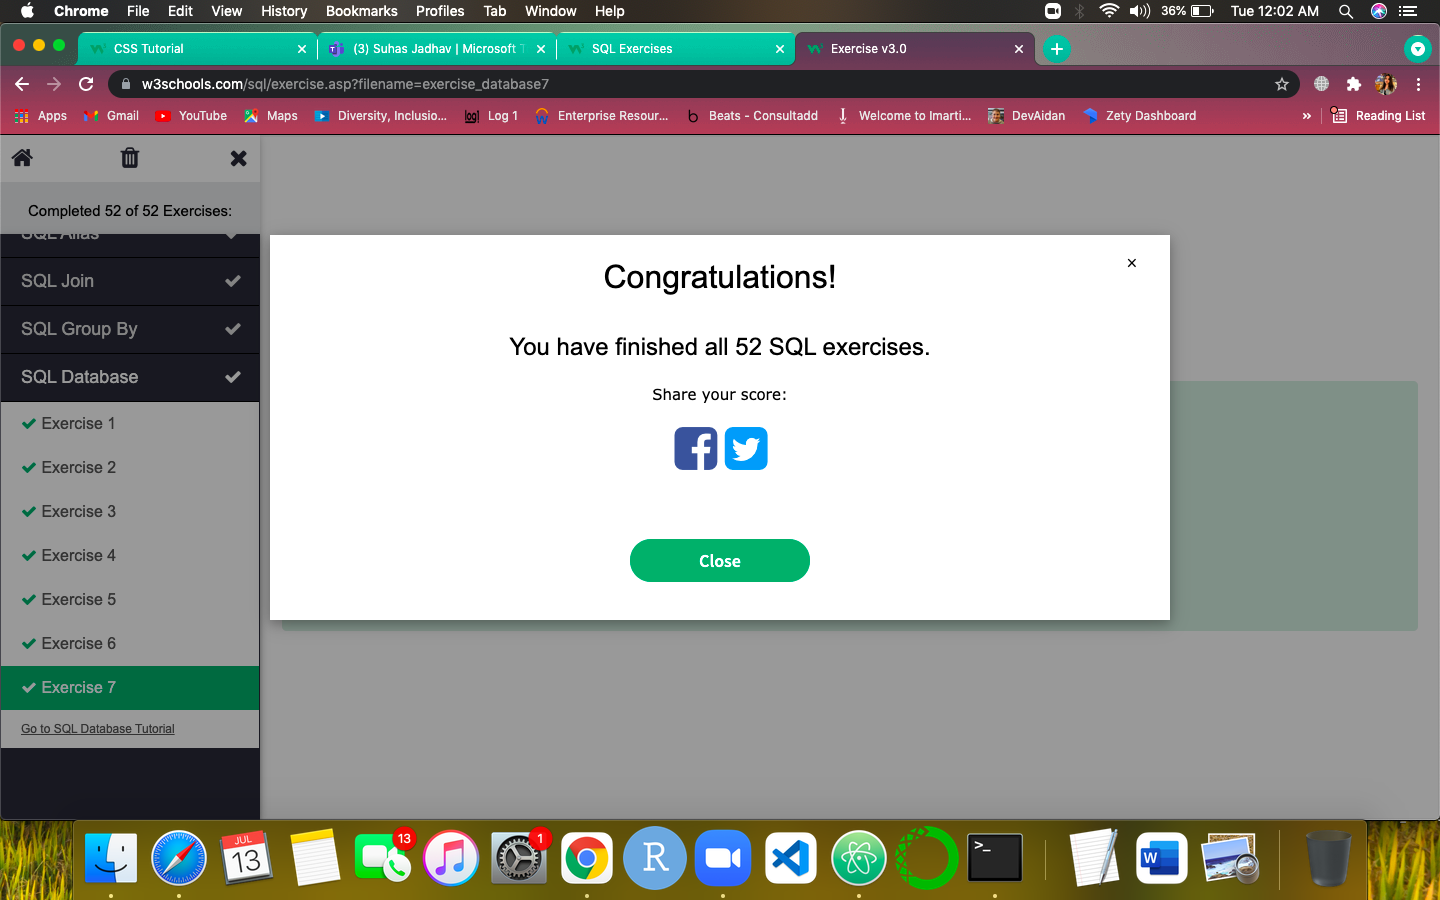 Chrome File Edit View History Bookmarks Profiles Tab Window Help 36% Tue 12:02 AM
CSS Tutorial (3) Suhas Jadhav | Microsoft T SQL Exercises Exercise v3.0
w3schools.com/sql/exercise.asp?filename=exercise_database7
Apps Gmail YouTube Maps Diversity, Inclusio... log! Log 1 Enterprise Resour... b Beats - Consultadd Welcome to Imarti... DevAidan Zety Dashboard » Reading List
Completed 52 of 52 Exercises:
SQL Alias
SQL Join
SQL Group By
SQL Database
Exercise 1
Exercise 2
Exercise 3
Exercise 4
Exercise 5
Exercise 6
Exercise 7
Go to SQL Database Tutorial
Congratulations!
You have finished all 52 SQL exercises.
Share your score:
Close
JUL
13
13
1
R
>_
W